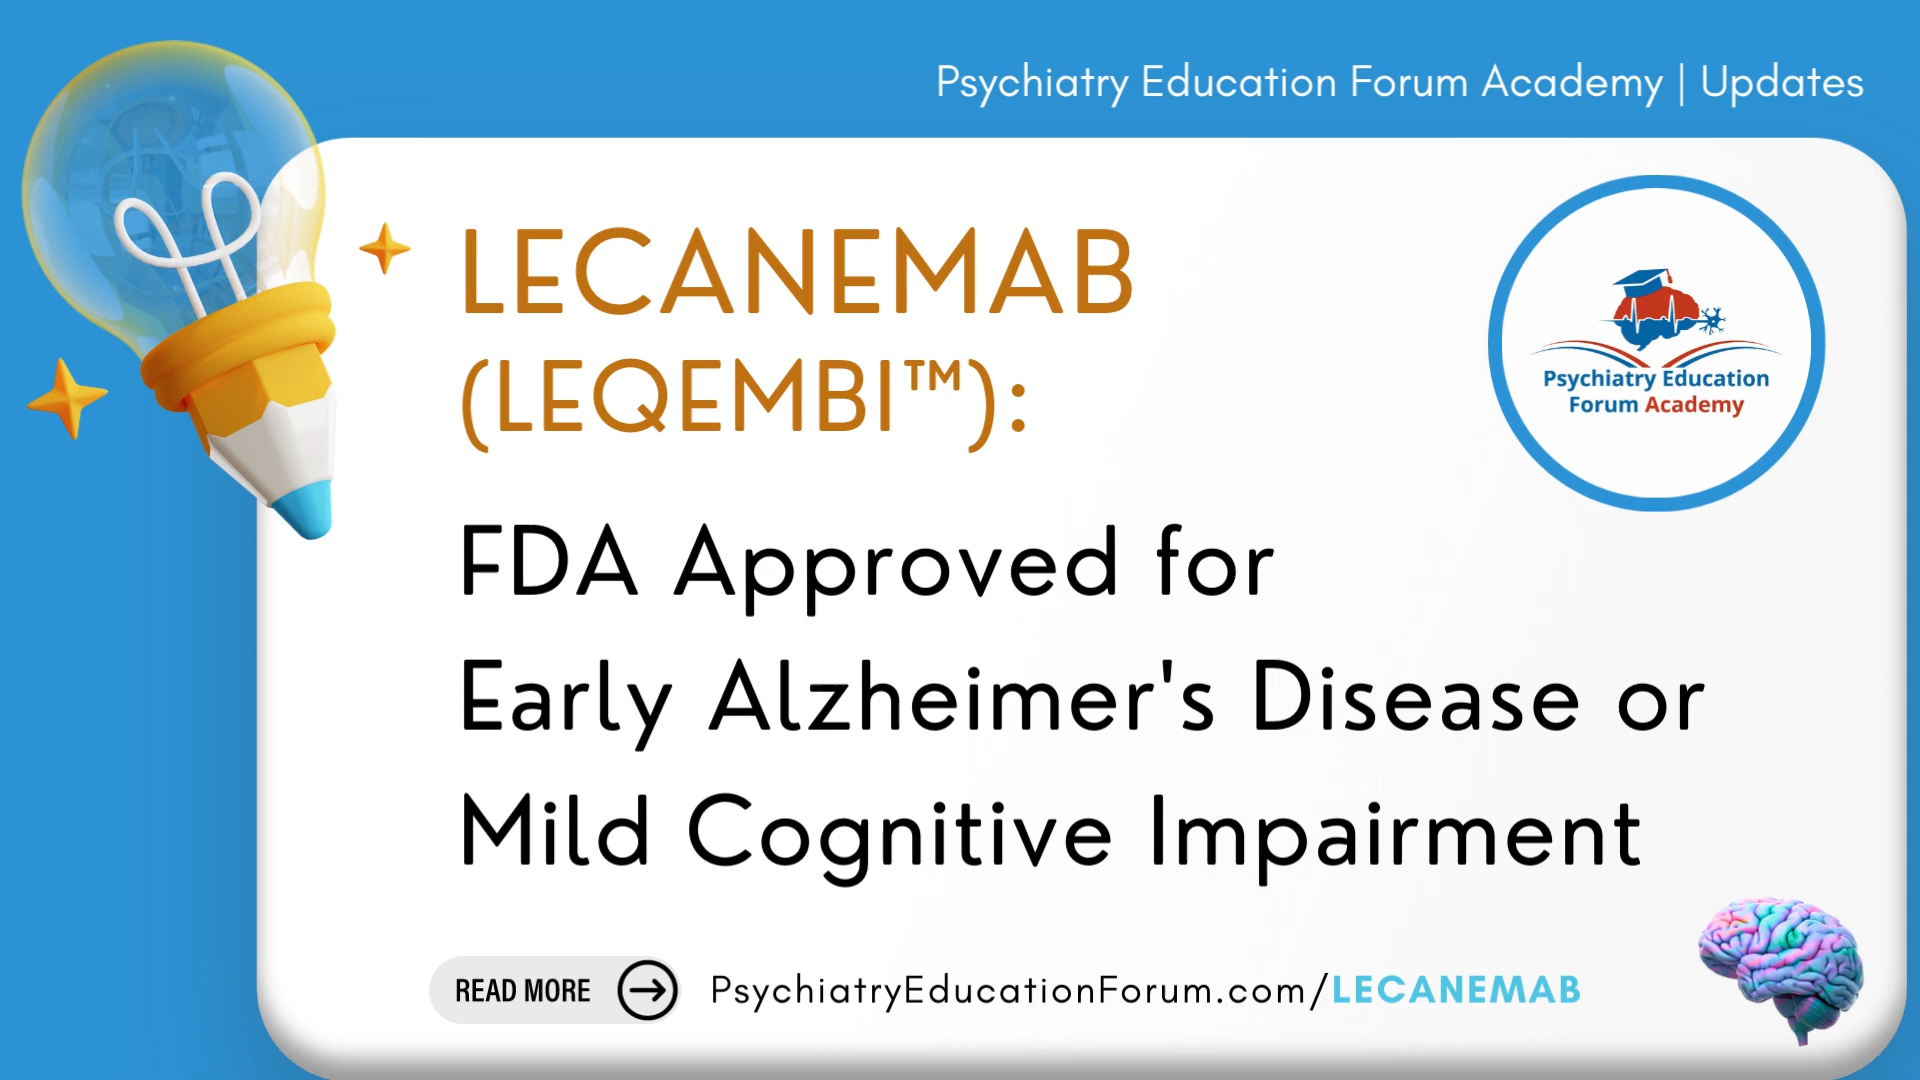 Psychiatry Education Forum Academy | Updates
LECANEMAB
(LEQEMBI™):
Psychiatry Education
Forum Academy
FDA Approved for
Early Alzheimer's Disease or
Mild Cognitive Impairment
READ MORE PsychiatryEducationForum.com/LECANEMAB